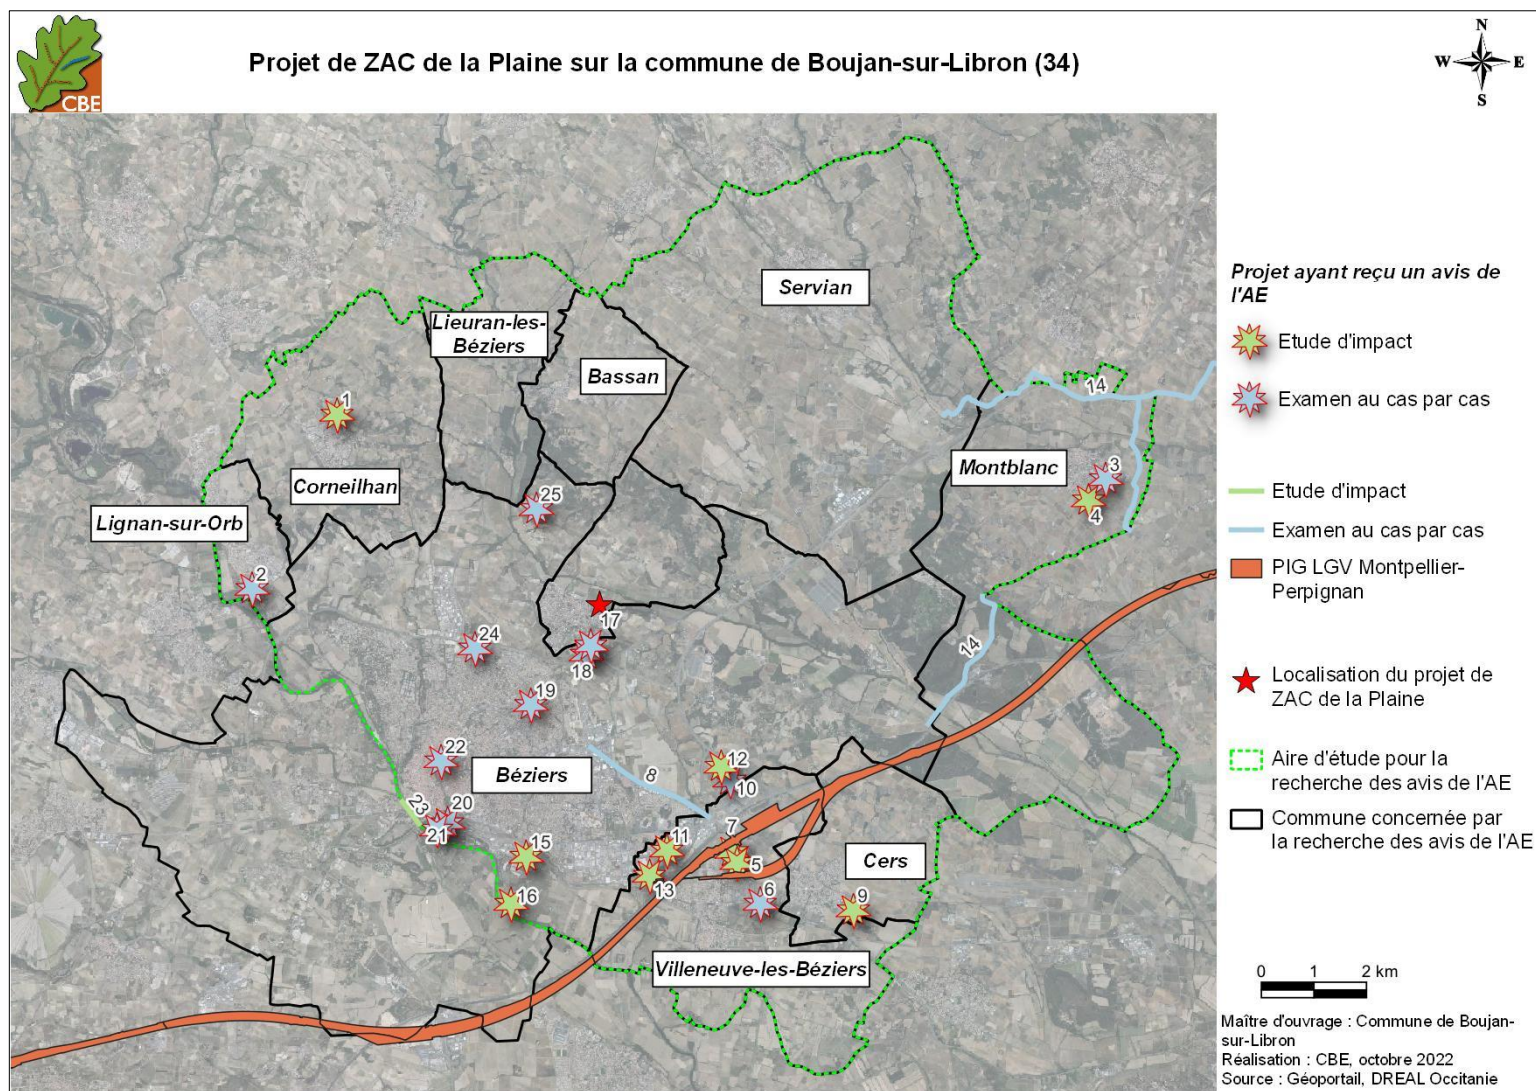 CBE
Projet de ZAC de la Plaine sur la commune de Boujan-sur-Libron (34)
N
W
E
S
Servian
Lieuran-les-
Béziers
Bassan
14
1
Montblanc
3
Corneilhan
4
25
Lignan-sur-Orb
2
17
24
18
14
19
22
12
Béziers
8
10
23
20
21
7
11
15
5
Cers
13
6
16
9
Villeneuve-les-Béziers
Projet ayant reçu un avis de
l'AE
Etude d'impact
Examen au cas par cas
Etude d'impact
Examen au cas par cas
PIG LGV Montpellier-
Perpignan
Localisation du projet de
ZAC de la Plaine
Aire d'étude pour la
recherche des avis de l'AE
Commune concernée par
la recherche des avis de l'AE
0 1 2 km
Maître d'ouvrage : Commune de Boujan-
sur-Libron
Réalisation : CBE, octobre 2022
Source : Géoportail, DREAL Occitanie